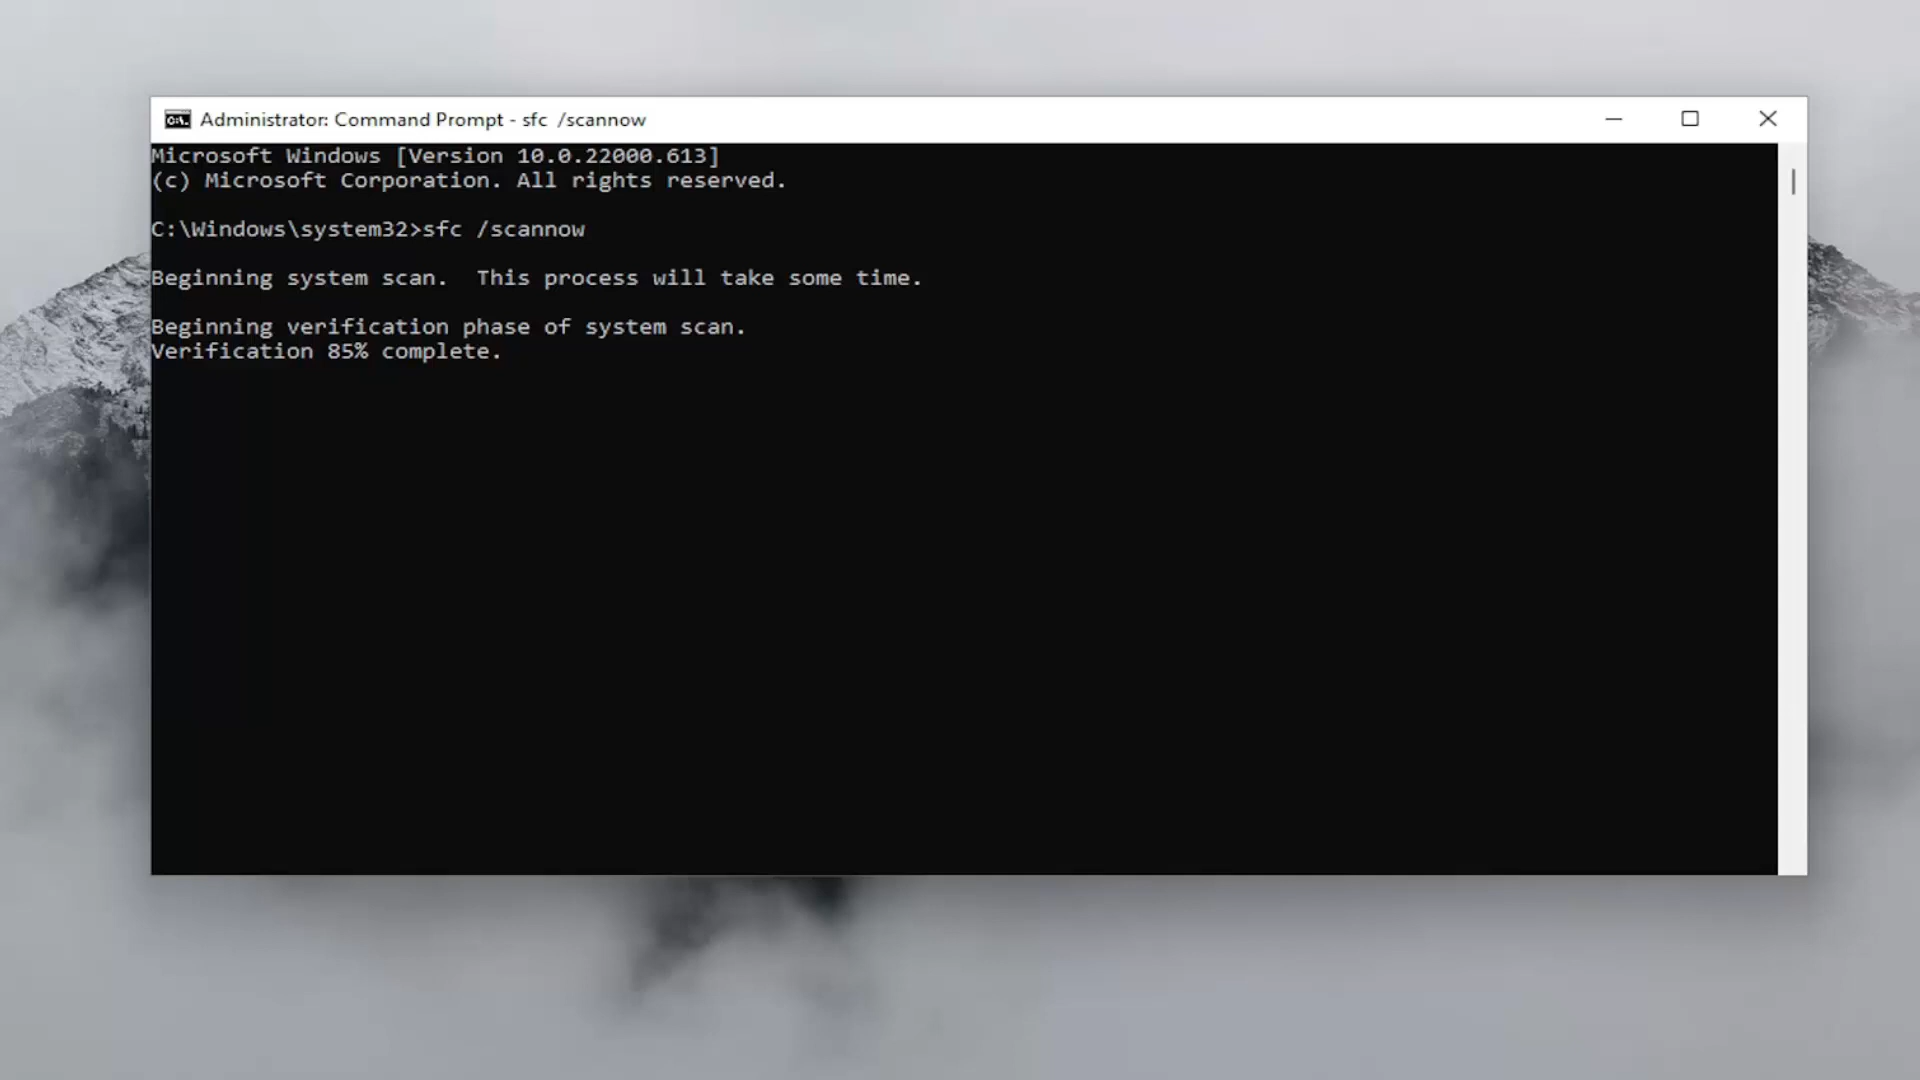 Administrator: Command Prompt - sfc  /scannow
Microsoft Windows [Version 10.0.22000.613]
(c) Microsoft Corporation. All rights reserved.
C:\Windows\system32>sfc /scannow
Beginning system scan.  This process will take some time.
Beginning verification phase of system scan.
Verification 85% complete.